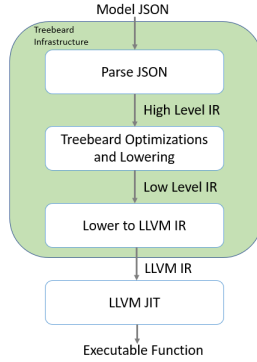 Model JSON
Treebeard
Infrastructure
Parse JSON
High Level IR
Treebeard Optimizations
and Lowering
Low Level IR
Lower to LLVM IR
LLVM IR
LLVM JIT
Executable Function